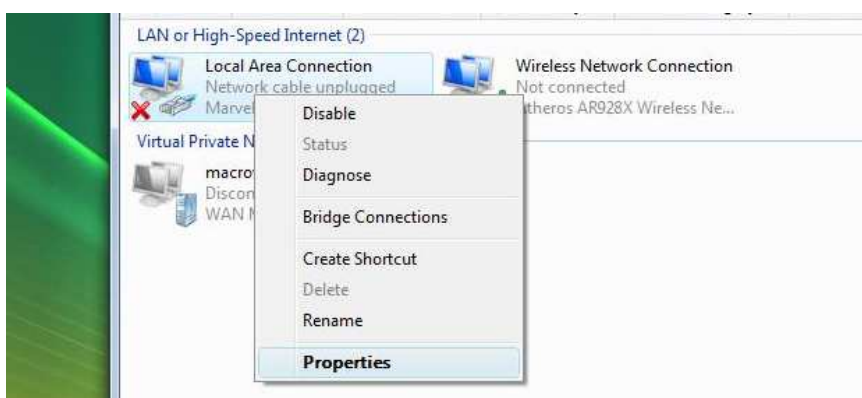 LAN or High-Speed Internet (2)
Local Area Connection
Network cable unplugged
Marvel
Wireless Network Connection
Not connected
Atheros AR928X Wireless Ne...
Virtual Private N
macro
Discon
WAN
Disable
Status
Diagnose
Bridge Connections
Create Shortcut
Delete
Rename
Properties